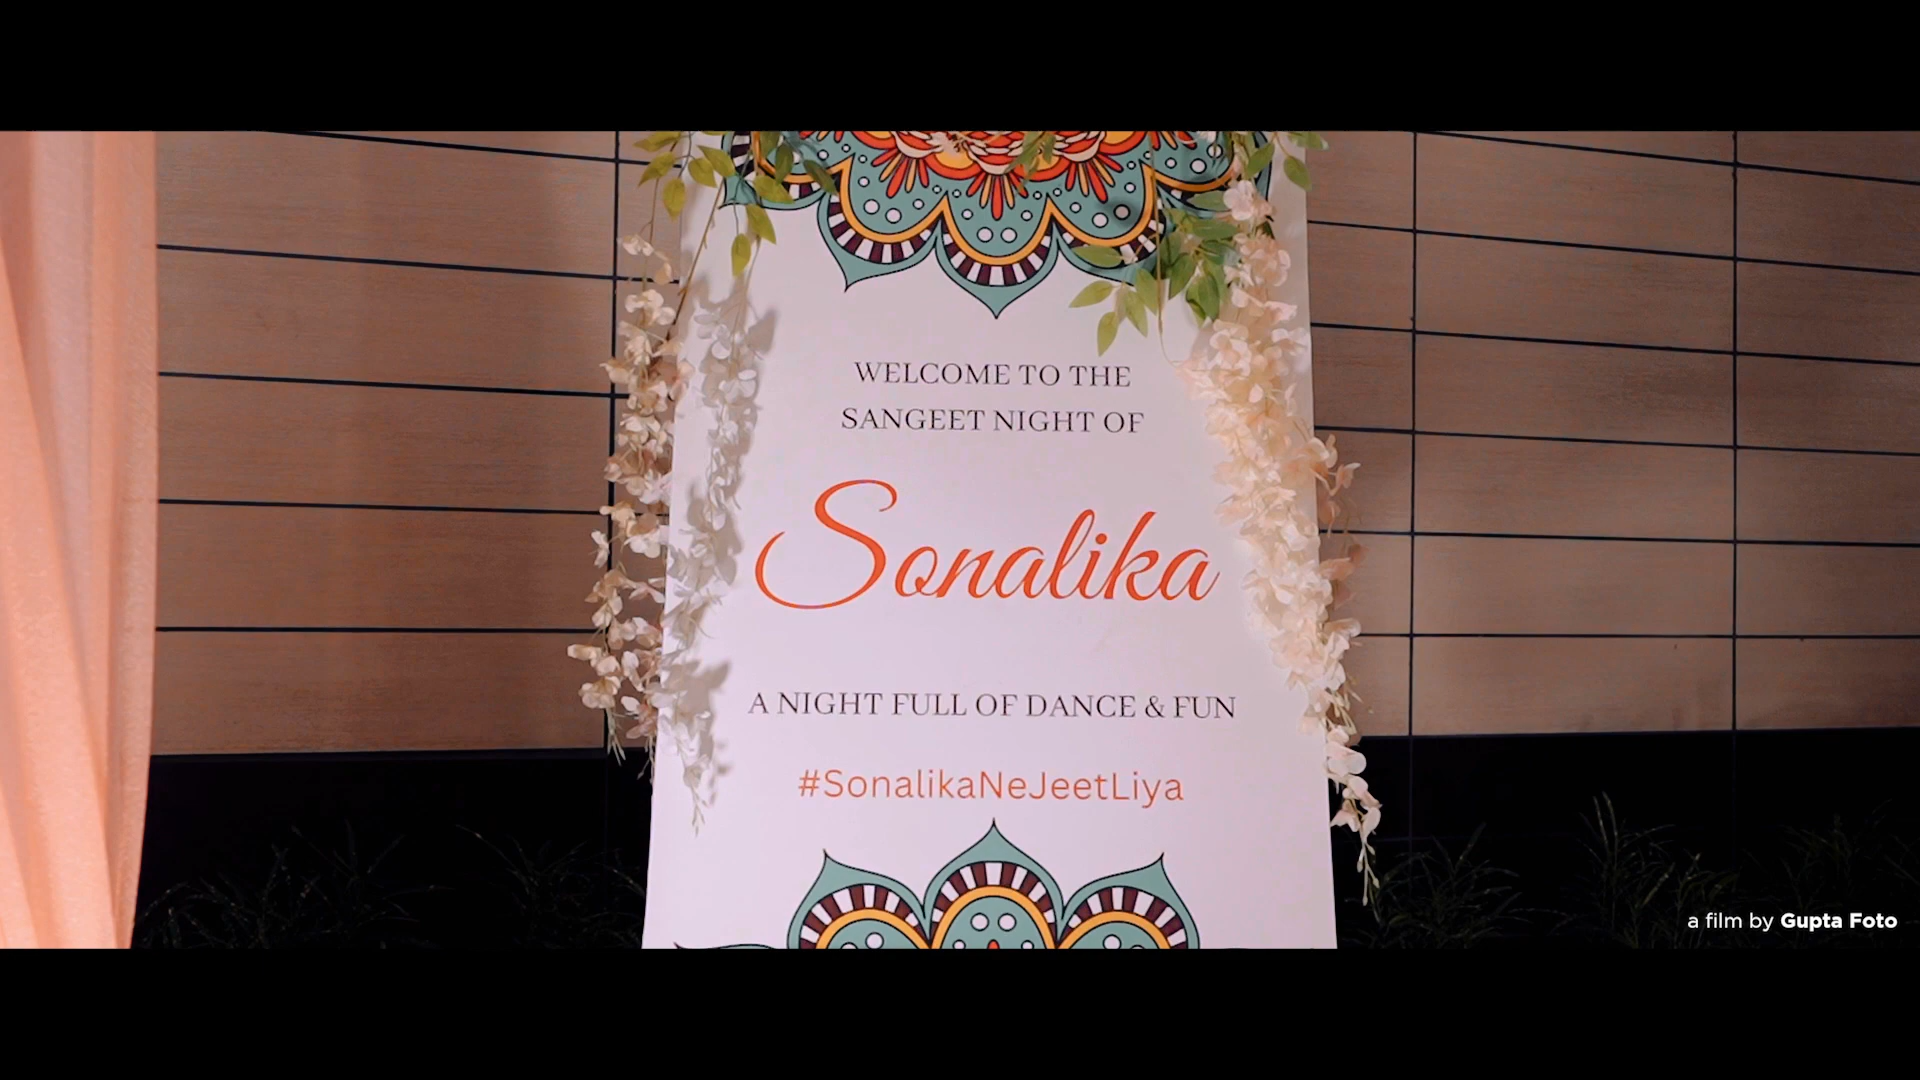 WELCOME TO THE
SANGEET NIGHT OF
Sonalika
A NIGHT FULL OF DANCE & FUN
#SonalikaNeJeetLiya
a film by Gupta Foto